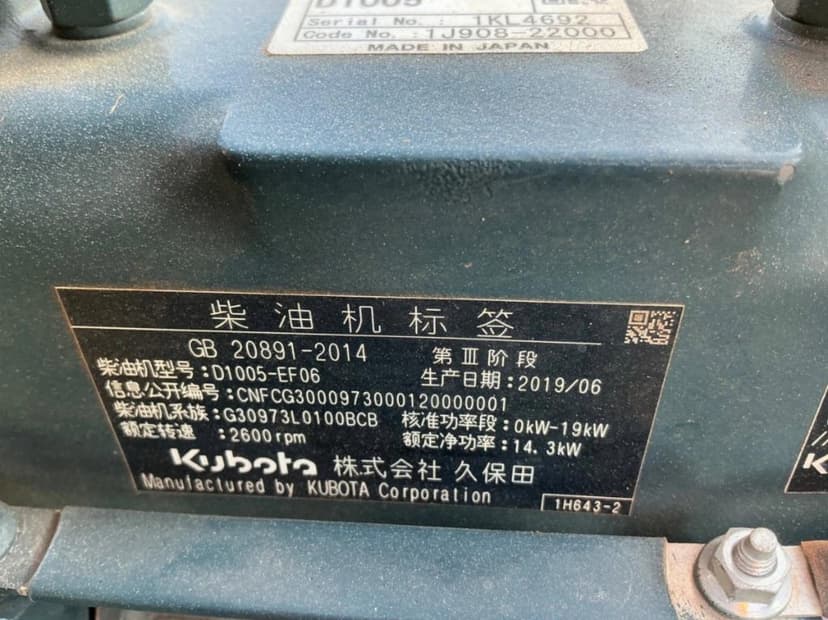 D1005
Serial No. : 1KL4692
Code No. : 1J908-22000
MADE IN JAPAN
柴油机标签
GB 20891-2014 第Ⅲ阶段
柴油机型号:D1005-EF06 生产日期:2019/06
信息公开编号:CNFCG3000973000120000001
柴油机系族:G30973L0100BCB 核准功率段:0kW-19kW
额定转速:2600rpm 额定净功率:14.3kW
Kubota 株式会社 久保田
Manufactured by KUBOTA Corporation
1H643-2